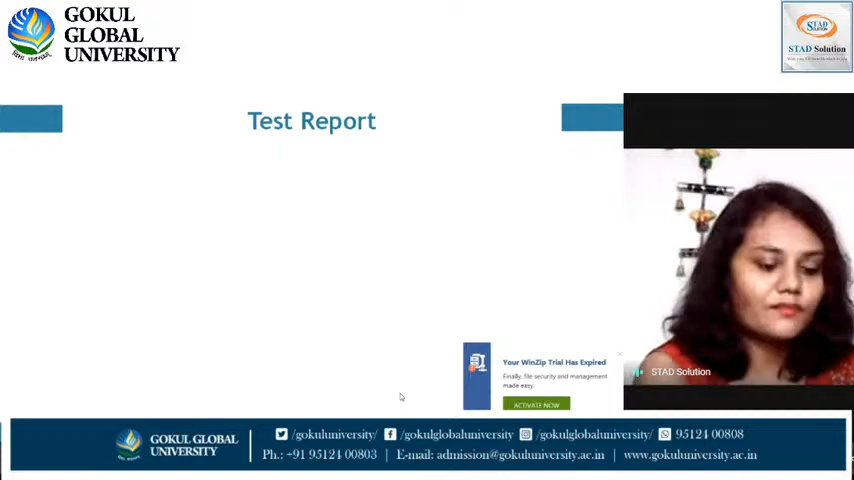 GOKUL
GLOBAL
UNIVERSITY
STAD
SOLUTION
STAD Solution
Test Report
Your WinZip Trial Has Expired
Finally, file security and management
made easy.
ACTIVATE NOW
STAD Solution
GOKUL GLOBAL
UNIVERSITY
/gokuluniversity/ /gokulglobaluniversity /gokulglobaluniversity/ 95124 00808
Ph.: +91 95124 00803 | E-mail: admission@gokuluniversity.ac.in | www.gokuluniversity.ac.in